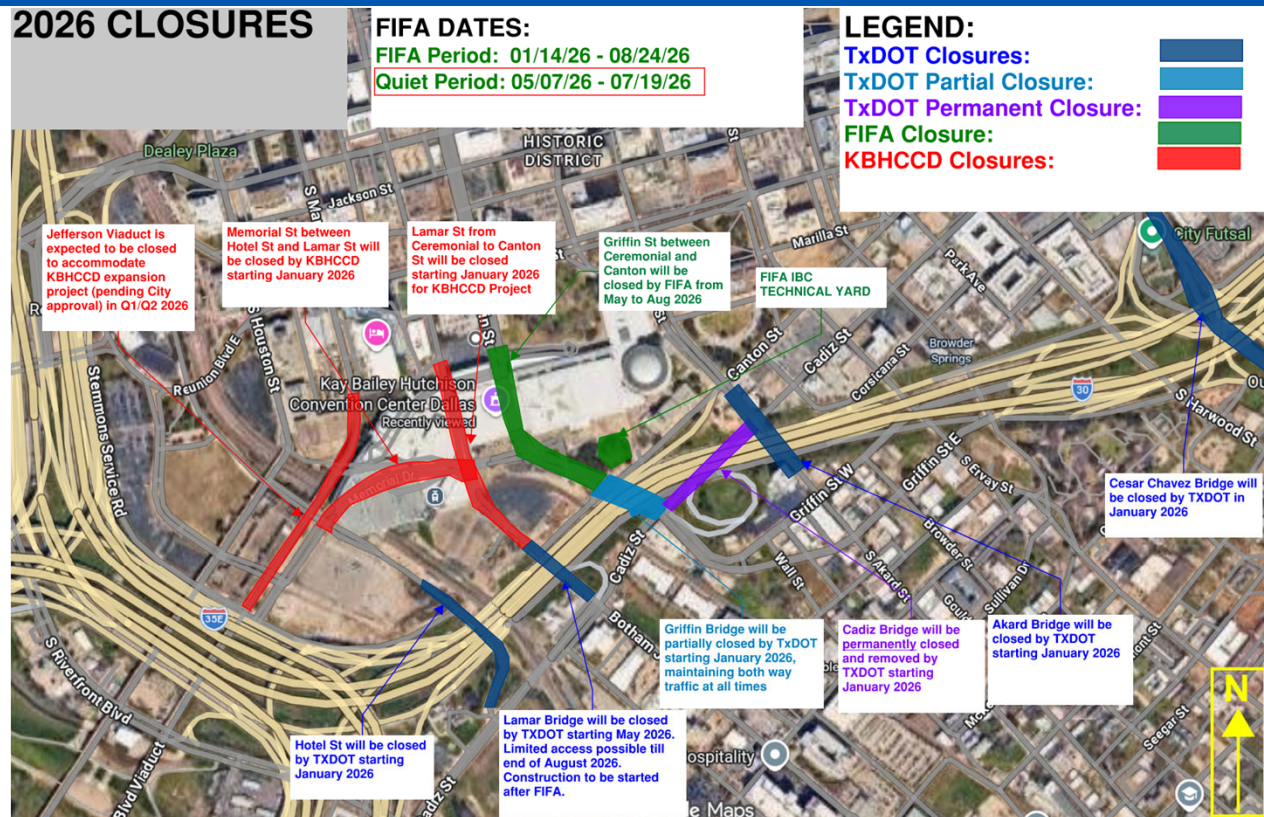 2026 CLOSURES
FIFA DATES:
FIFA Period: 01/14/26 - 08/24/26
Quiet Period: 05/07/26 - 07/19/26
LEGEND:
TxDOT Closures:
TxDOT Partial Closure:
TxDOT Permanent Closure:
FIFA Closure:
KBHCCD Closures:
Dealey Plaza
HISTORIC
DISTRICT
Jackson St
Marilla St
Park Ave
City Futsal
Jefferson Viaduct is
expected to be closed
to accommodate
KBHCCD expansion
project (pending City
approval) in Q1/Q2 2026
Memorial St between
Hotel St and Lamar St will
be closed by KBHCCD
starting January 2026
Lamar St from
Ceremonial to Canton
St will be closed
starting January 2026
for KBHCCD Project
Griffin St between
Ceremonial and
Canton will be
closed by FIFA from
May to Aug 2026
FIFA IBC
TECHNICAL YARD
S Houston St
Reunion Blvd E
Stemmons Service Rd
Kay Bailey Hutchison
Convention Center Dallas
Recently viewed
Canton St
Cadiz St
Corsicana St
Browder
Springs
30
S Harwood St
Memorial Dr
Griffin St W
Griffin St E
S Ervay St
Browder St
Sullivan Dr
Cesar Chavez Bridge will
be closed by TXDOT in
January 2026
35E
S Riverfront Blvd
Cadiz St
Wall St
S Akard St
Botham J
Griffin Bridge will be
partially closed by TxDOT
starting January 2026,
maintaining both way
traffic at all times
Cadiz Bridge will be
permanently closed
and removed by
TXDOT starting
January 2026
Akard Bridge will be
closed by TXDOT
starting January 2026
Hotel St will be closed
by TXDOT starting
January 2026
Lamar Bridge will be closed
by TXDOT starting May 2026.
Limited access possible till
end of August 2026.
Construction to be started
after FIFA.
Seegar St
Blvd Viaduct
Cadiz St
ospitality
le Maps
N